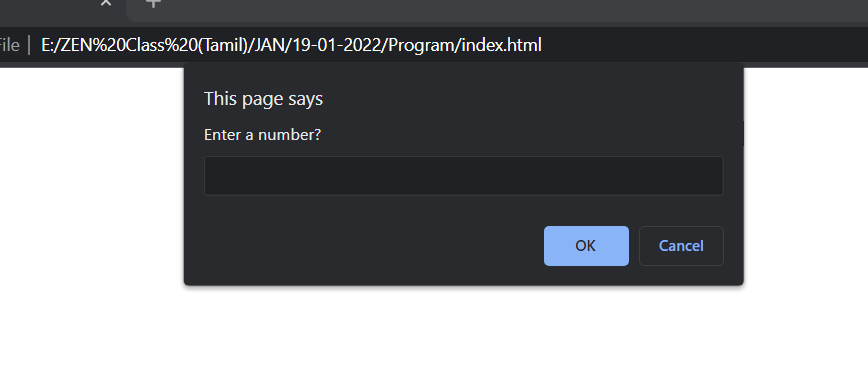 File | E:/ZEN%20Class%20(Tamil)/JAN/19-01-2022/Program/index.html
This page says
Enter a number?
OK Cancel